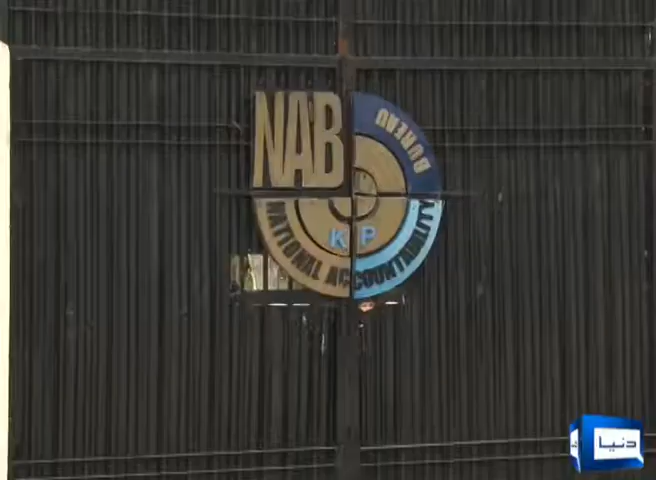 NAB
NATIONAL ACCOUNTABILITY
BUREAU
KP
دنیا